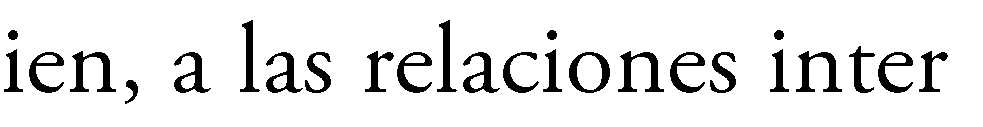 ien, a las relaciones inter